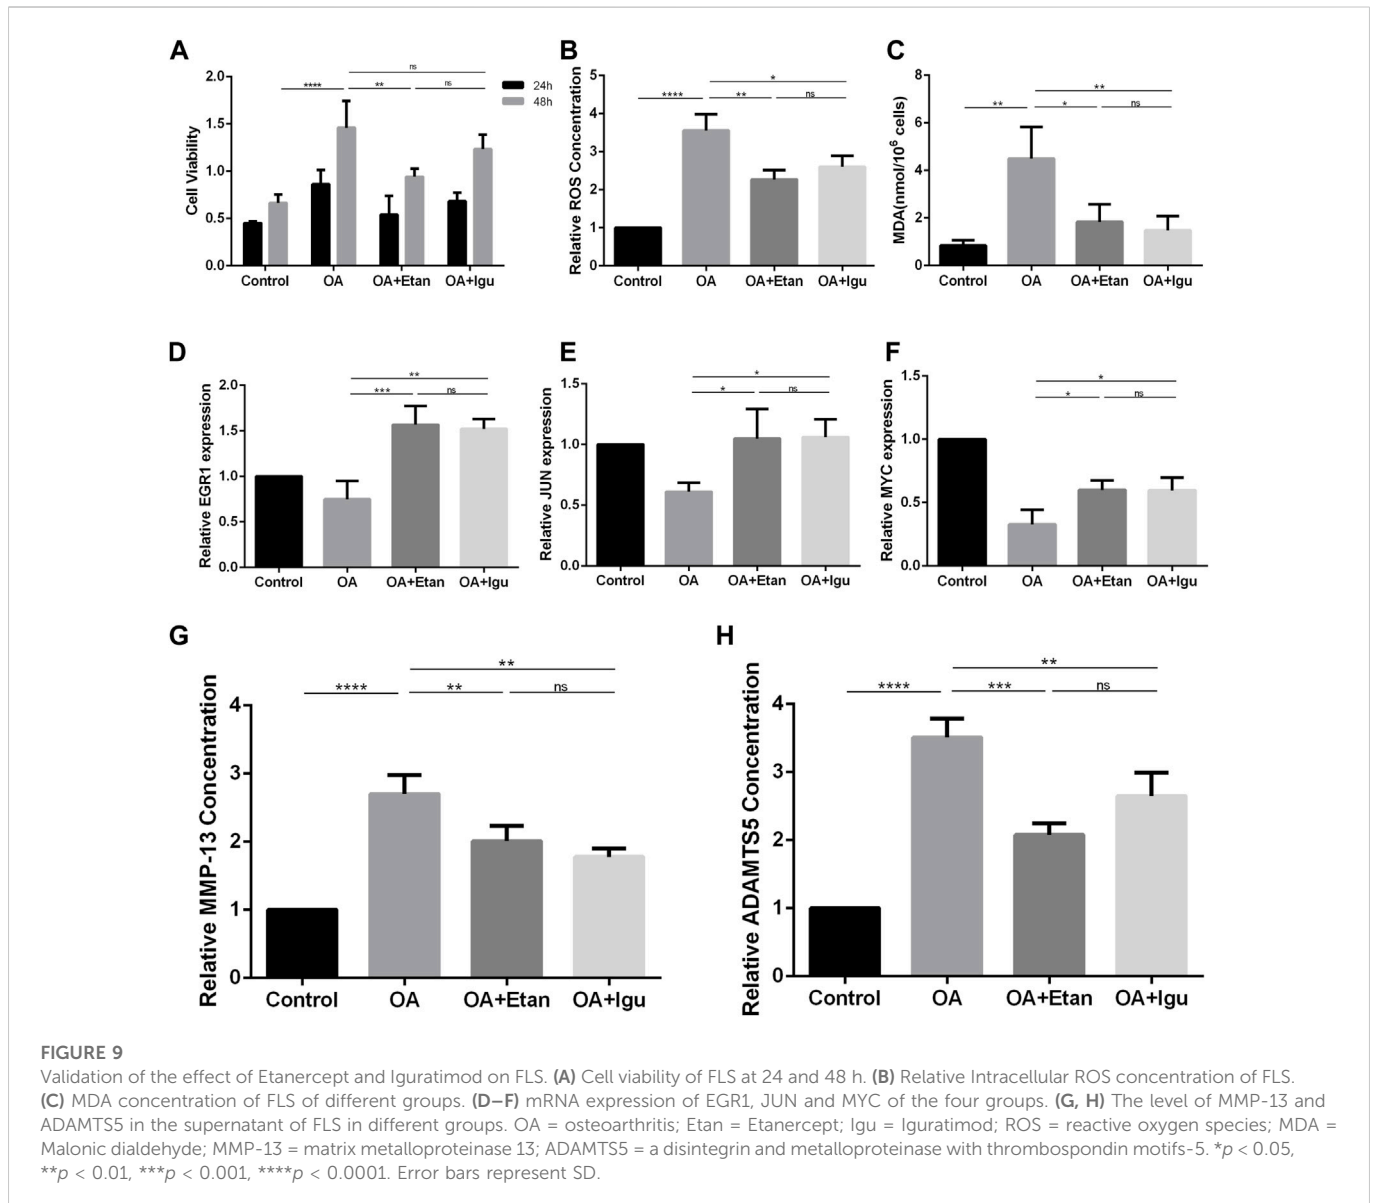 A
Cell Viability
2.0
1.5
1.0
0.5
0.0
ns
**** ** ns
24h
48h
Control OA OA+Etan OA+Igu
B
Relative ROS Concentration
5
4
3
2
1
0
*
**** ** ns
Control OA OA+Etan OA+Igu
C
MDA(nmol/10⁶ cells)
8
6
4
2
0
**
** * ns
Control OA OA+Etan OA+Igu
D
Relative EGR1 expression
2.0
1.5
1.0
0.5
0.0
**
*** ns
Control OA OA+Etan OA+Igu
E
Relative JUN expression
1.5
1.0
0.5
0.0
*
* ns
Control OA OA+Etan OA+Igu
F
Relative MYC expression
1.5
1.0
0.5
0.0
*
* ns
Control OA OA+Etan OA+Igu
G
Relative MMP-13 Concentration
4
3
2
1
0
**
**** ** ns
Control OA OA+Etan OA+Igu
H
Relative ADAMTS5 Concentration
4
3
2
1
0
**
**** *** ns
Control OA OA+Etan OA+Igu
FIGURE 9
Validation of the effect of Etanercept and Iguratimod on FLS. (A) Cell viability of FLS at 24 and 48 h. (B) Relative Intracellular ROS concentration of FLS.
(C) MDA concentration of FLS of different groups. (D–F) mRNA expression of EGR1, JUN and MYC of the four groups. (G, H) The level of MMP-13 and
ADAMTS5 in the supernatant of FLS in different groups. OA = osteoarthritis; Etan = Etanercept; Igu = Iguratimod; ROS = reactive oxygen species; MDA =
Malonic dialdehyde; MMP-13 = matrix metalloproteinase 13; ADAMTS5 = a disintegrin and metalloproteinase with thrombospondin motifs-5. *p < 0.05,
**p < 0.01, ***p < 0.001, ****p < 0.0001. Error bars represent SD.